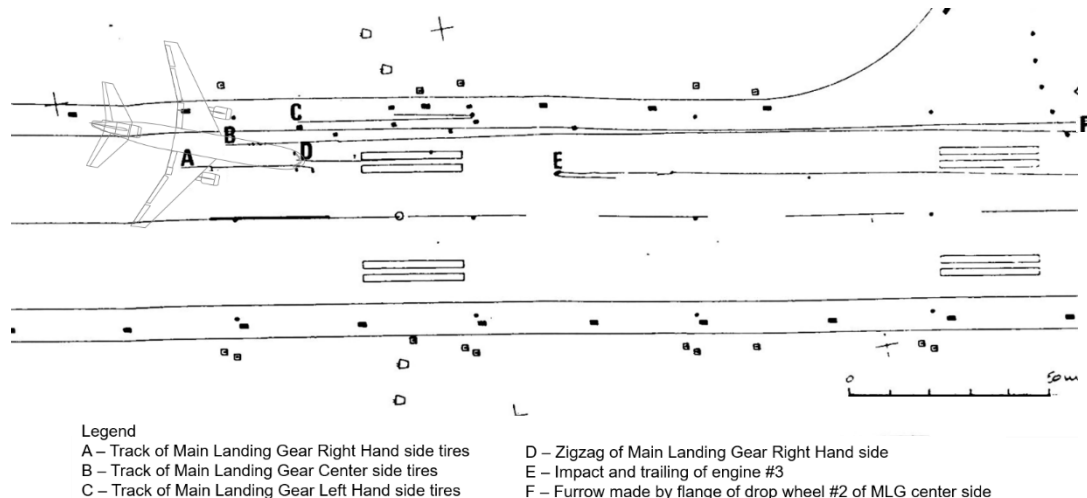 C
B
F
D
A
E
0 50m
Legend
A – Track of Main Landing Gear Right Hand side tires
B – Track of Main Landing Gear Center side tires
C – Track of Main Landing Gear Left Hand side tires
D – Zigzag of Main Landing Gear Right Hand side
E – Impact and trailing of engine #3
F – Furrow made by flange of drop wheel #2 of MLG center side